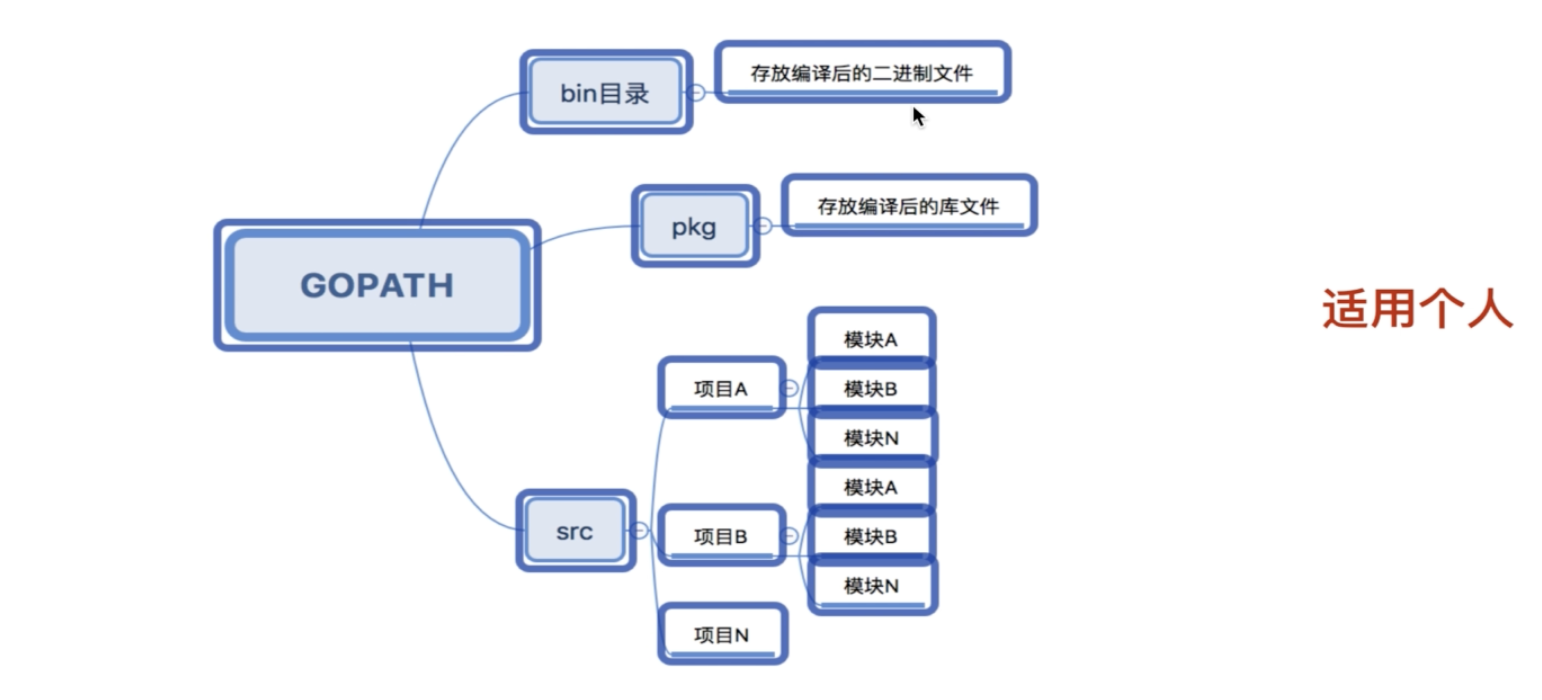 GOPATH
bin目录
存放编译后的二进制文件
pkg
存放编译后的库文件
src
项目A
模块A
模块B
模块N
项目B
模块A
模块B
模块N
项目N
适用个人